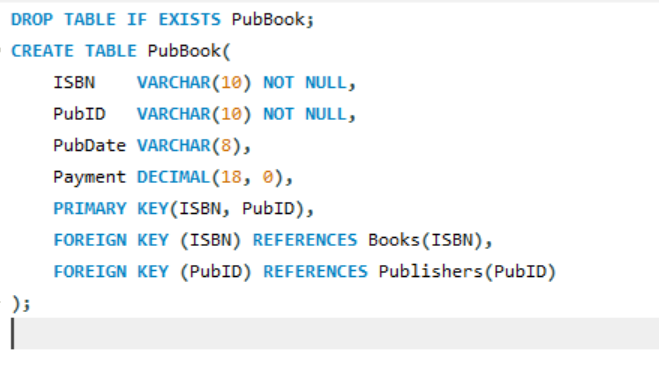 DROP TABLE IF EXISTS PubBook;
CREATE TABLE PubBook(
    ISBN    VARCHAR(10) NOT NULL,
    PubID   VARCHAR(10) NOT NULL,
    PubDate VARCHAR(8),
    Payment DECIMAL(18, 0),
    PRIMARY KEY(ISBN, PubID),
    FOREIGN KEY (ISBN) REFERENCES Books(ISBN),
    FOREIGN KEY (PubID) REFERENCES Publishers(PubID)
);